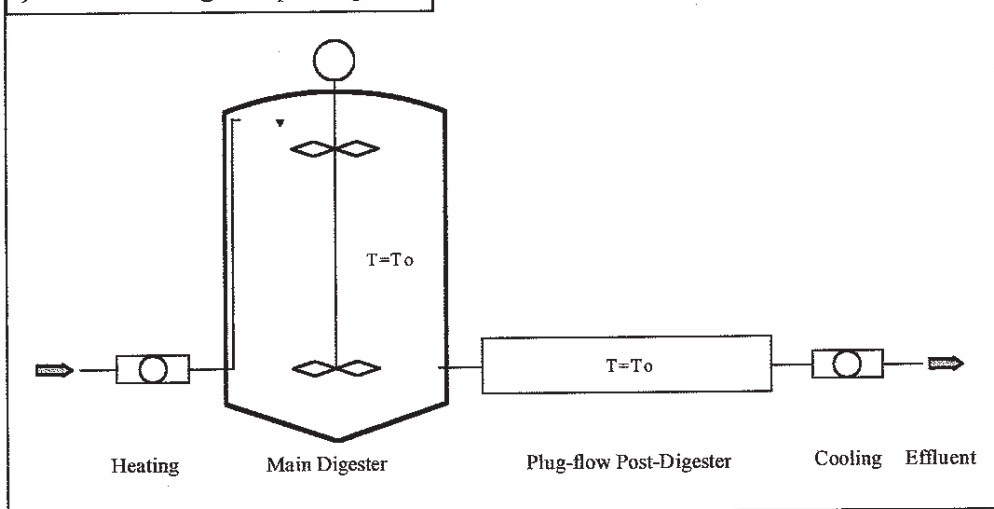 T=To
T=To
Heating
Main Digester
Plug-flow Post-Digester
Cooling
Effluent